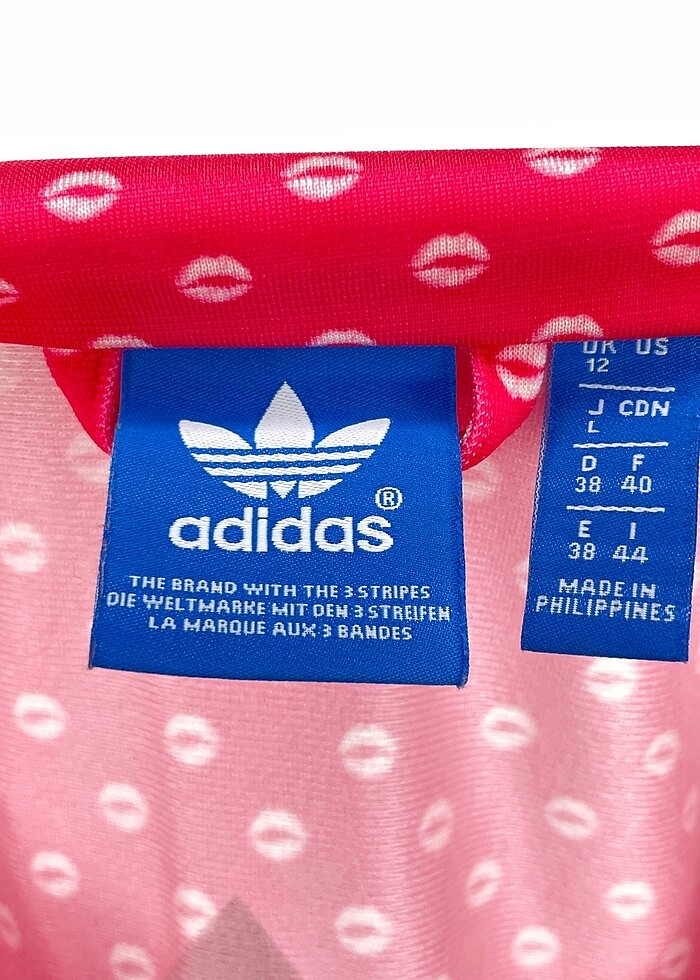 adidas®
THE BRAND WITH THE 3 STRIPES
DIE WELTMARKE MIT DEN 3 STREIFEN
LA MARQUE AUX 3 BANDES
UK US
12
J CDN
L
D F
38 40
E I
38 44
MADE IN
PHILIPPINES